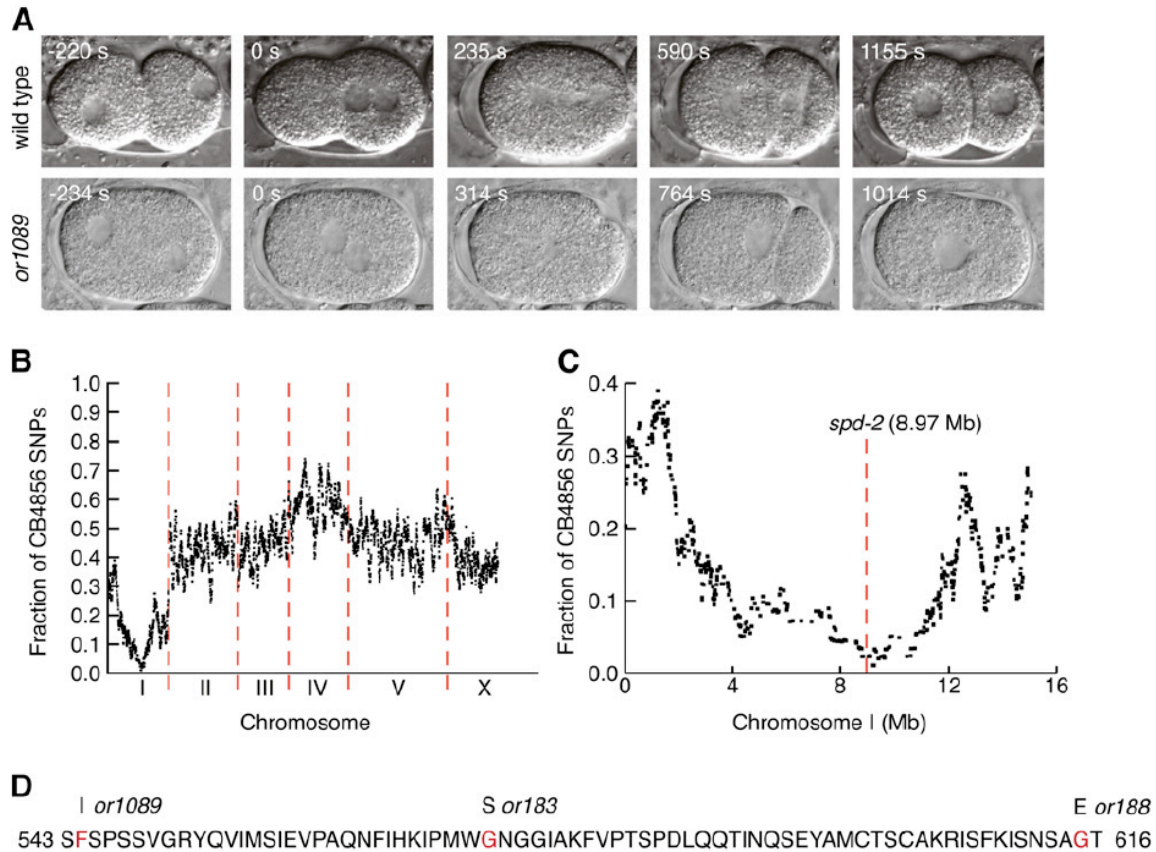 A
wild type
-220 s
0 s
235 s
590 s
1155 s
or1089
-234 s
0 s
314 s
764 s
1014 s
B
Fraction of CB4856 SNPs
1.0
0.9
0.8
0.7
0.6
0.5
0.4
0.3
0.2
0.1
0.0
I II III IV V X
Chromosome
C
Fraction of CB4856 SNPs
0.4
0.3
0.2
0.1
0.0
spd-2 (8.97 Mb)
0 4 8 12 16
Chromosome I (Mb)
D
I or1089 S or183 E or188
543 SFSPSSVGRYQVIMSIEVPAQNFIHKIPMWGNGGIAKFVPTSPDLQQTINQSEYAMCTSCAKRISFKISNSAGT 616